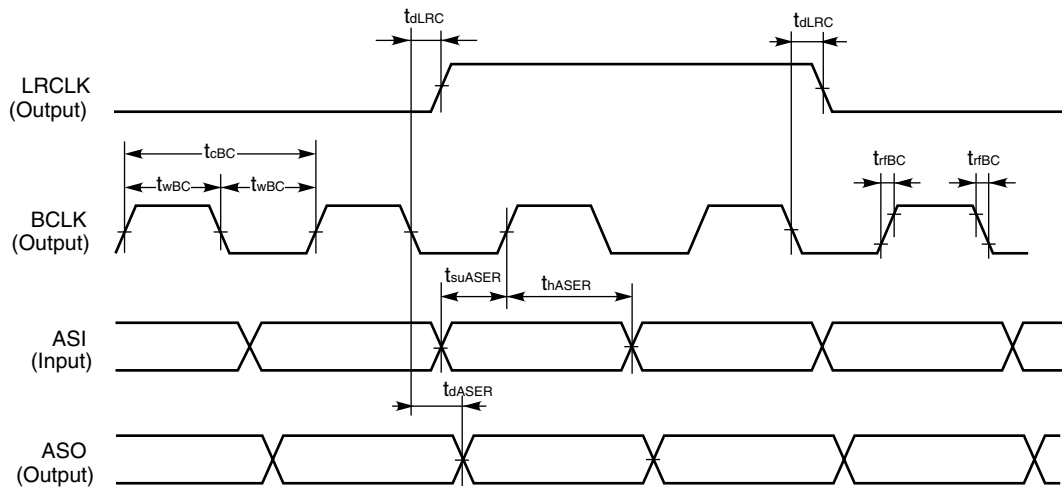 tdLRC tdLRC
LRCLK
(Output)
tcBC
twBC twBC trfBC trfBC
BCLK
(Output)
tsuASER thASER
ASI
(Input)
tdASER
ASO
(Output)